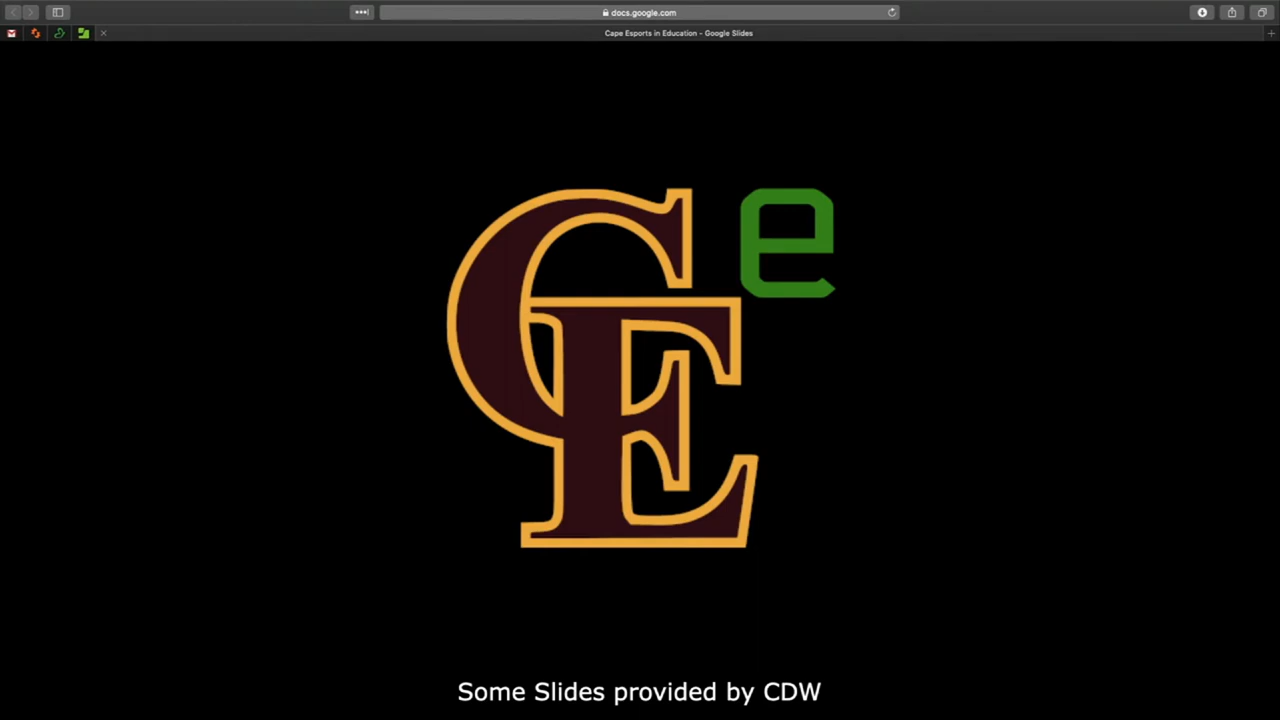 docs.google.com
Cape Esports in Education - Google Slides
CE
e
Some Slides provided by CDW